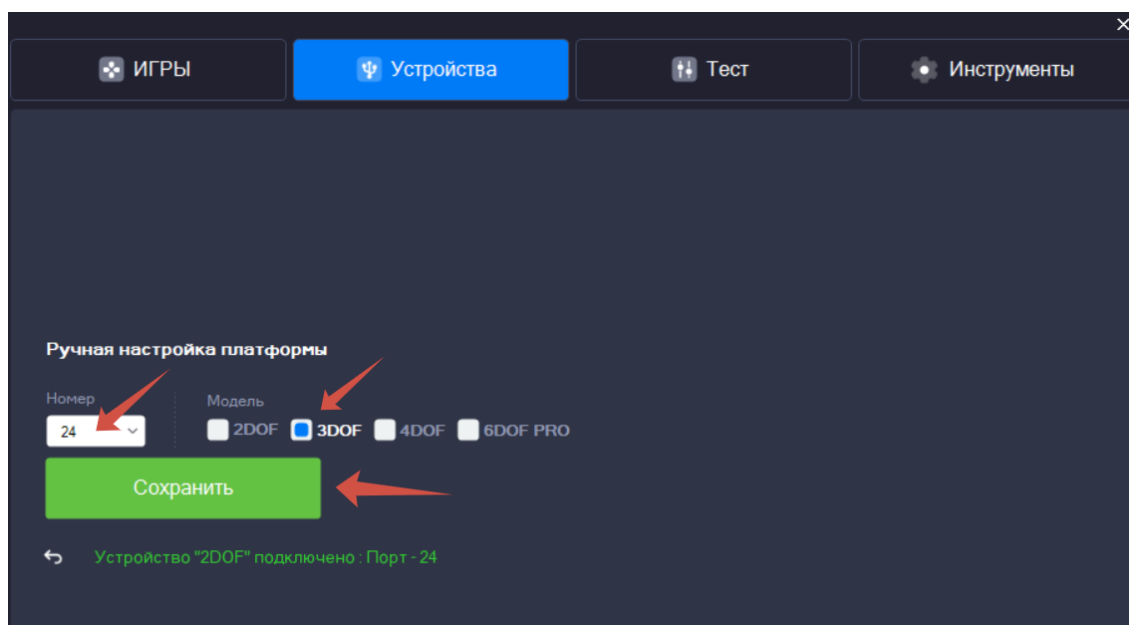 ИГРЫ
Устройства
Тест
Инструменты
Ручная настройка платформы
Номер
Модель
24
2DOF 3DOF 4DOF 6DOF PRO
Сохранить
Устройство "2DOF" подключено : Порт - 24